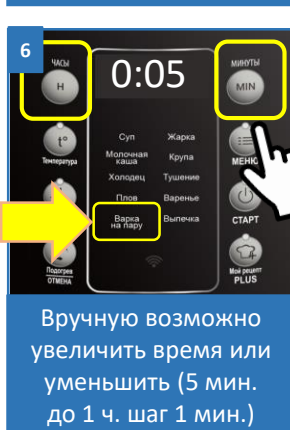 6
ЧАСЫ
H
0:05
МИНУТЫ
MIN
t°
Температура
Суп
Жарка
Молочная
каша
Крупа
МЕНЮ
Холодец
Тушение
Плов
Варенье
Варка
на пару
Выпечка
СТАРТ
Подогрев
ОТМЕНА
Мой рецепт
PLUS
Вручную возможно
увеличить время или
уменьшить (5 мин.
до 1 ч. шаг 1 мин.)